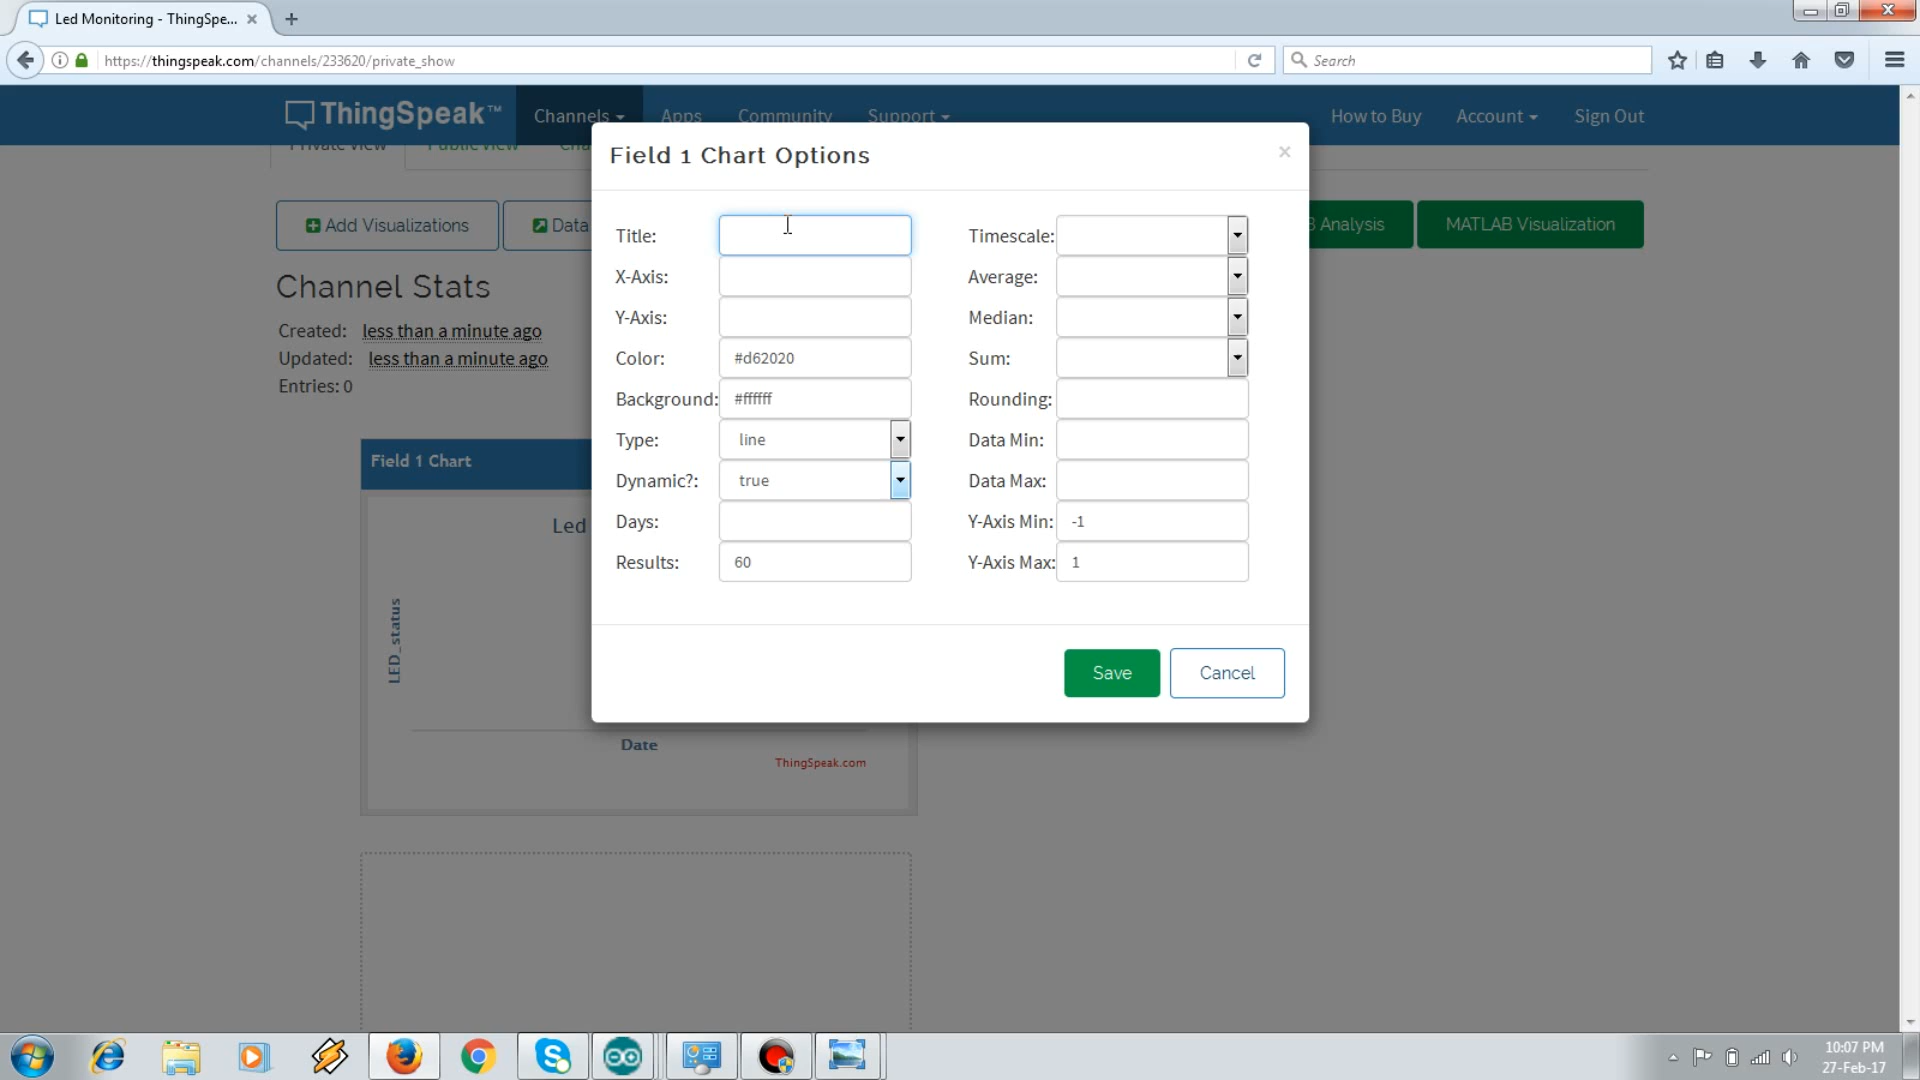 Led Monitoring - ThingSpe...
https://thingspeak.com/channels/233620/private_show
Search
ThingSpeak™
Channels
Apps
Community
Support
How to Buy
Account
Sign Out
Private View
Public View
Add Visualizations
Data
Analysis
MATLAB Visualization
Channel Stats
Created: less than a minute ago
Updated: less than a minute ago
Entries: 0
Field 1 Chart
Led
LED_status
Date
ThingSpeak.com
Field 1 Chart Options
×
Title:
X-Axis:
Y-Axis:
Color: #d62020
Background: #ffffff
Type: line
Dynamic?: true
Days:
Results: 60
Timescale:
Average:
Median:
Sum:
Rounding:
Data Min:
Data Max:
Y-Axis Min: -1
Y-Axis Max: 1
Save
Cancel
10:07 PM
27-Feb-17